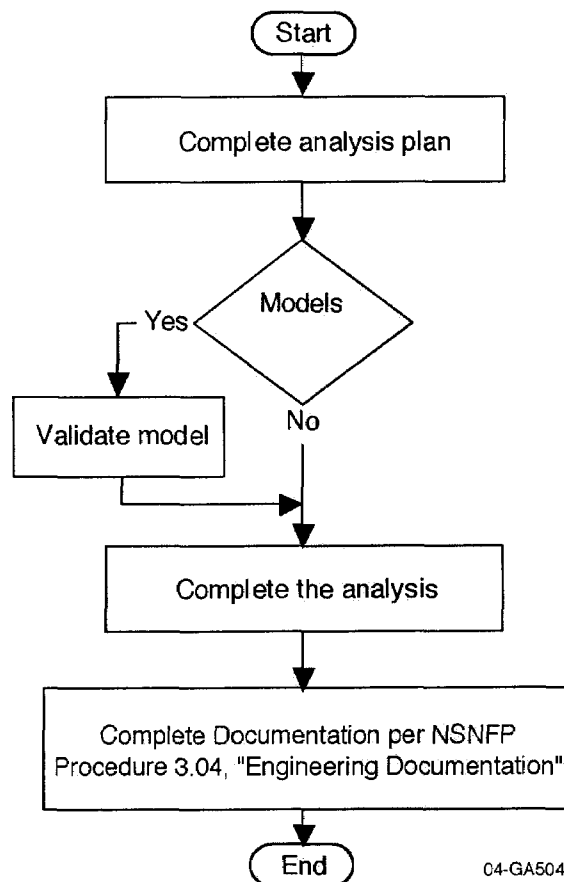 Start
Complete analysis plan
Models
Yes
No
Validate model
Complete the analysis
Complete Documentation per NSNFP
Procedure 3.04, "Engineering Documentation"
End
04-GA504